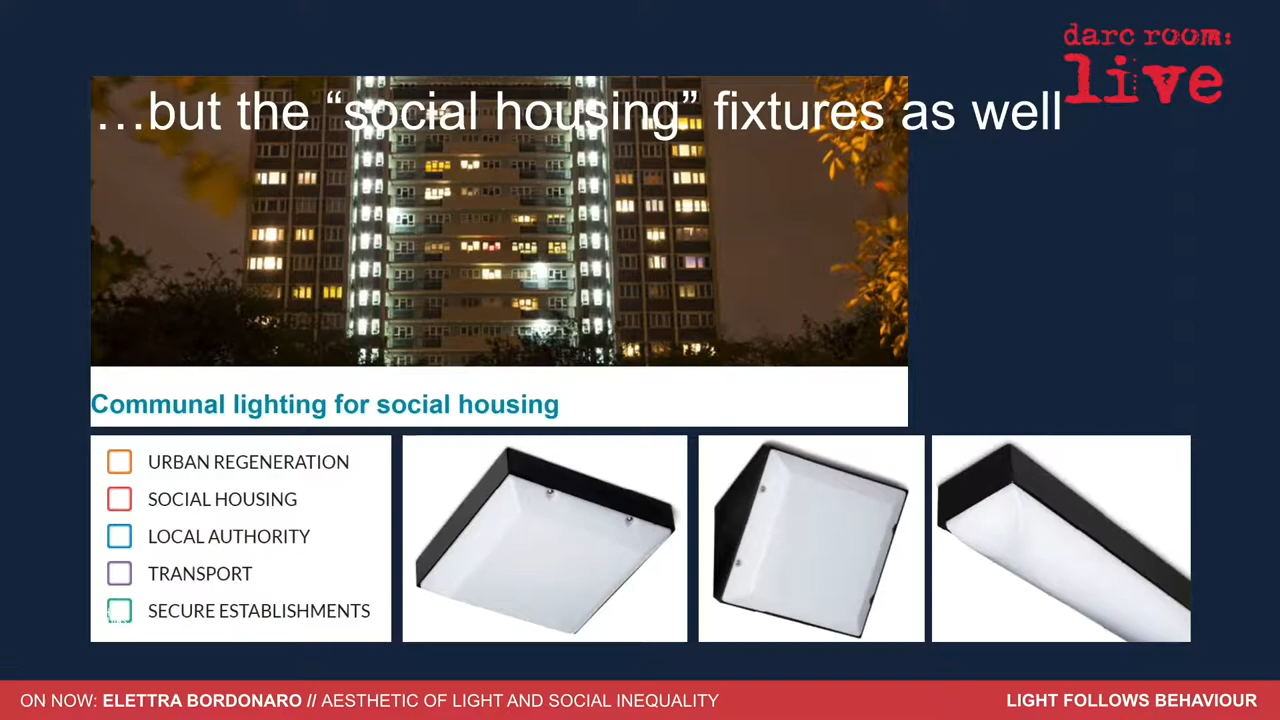 darc room:
live
…but the “social housing” fixtures as well
Communal lighting for social housing
URBAN REGENERATION
SOCIAL HOUSING
LOCAL AUTHORITY
TRANSPORT
SECURE ESTABLISHMENTS
ON NOW: ELETTRA BORDONARO // AESTHETIC OF LIGHT AND SOCIAL INEQUALITY
LIGHT FOLLOWS BEHAVIOUR